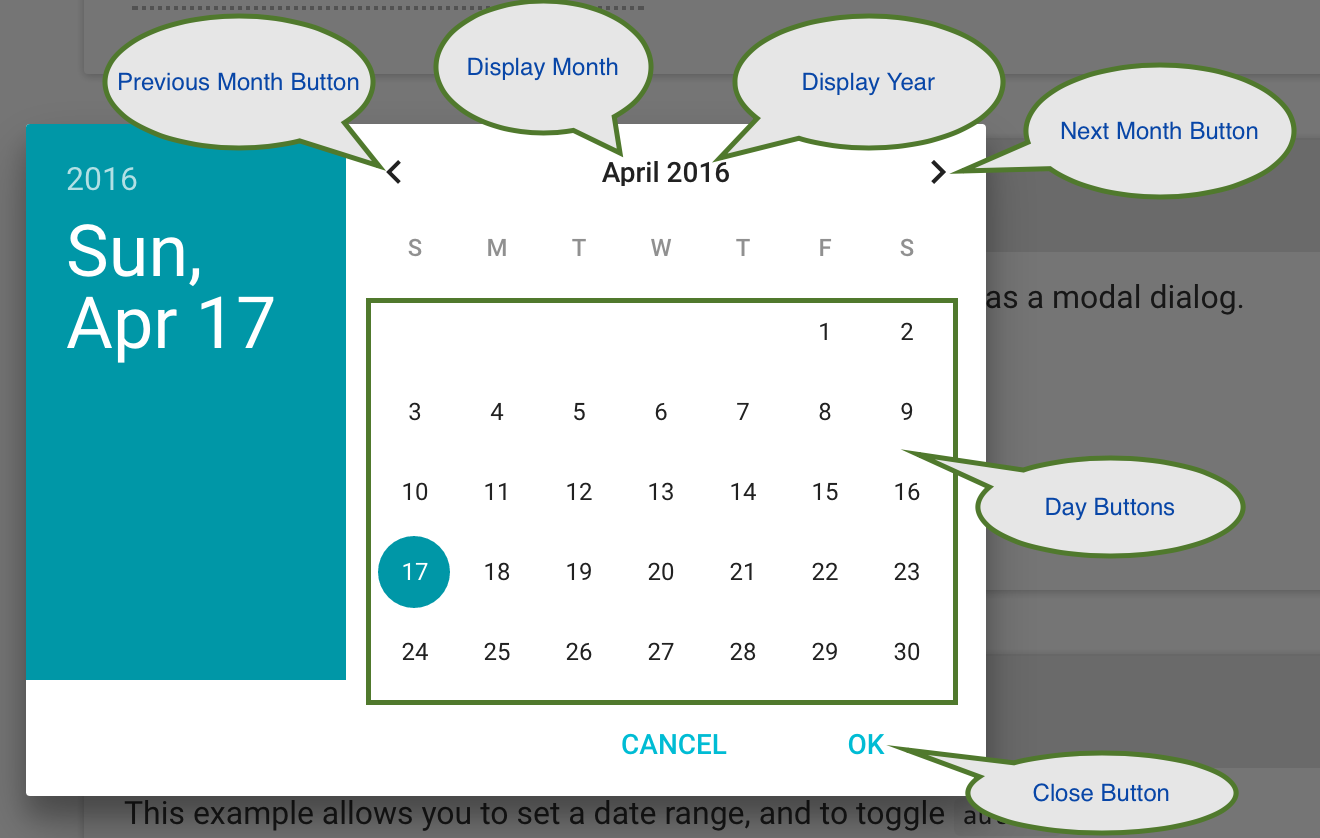 Previous Month Button
Display Month
Display Year
Next Month Button
2016
Sun,
Apr 17
April 2016
S M T W T F S
1 2
3 4 5 6 7 8 9
10 11 12 13 14 15 16
17 18 19 20 21 22 23
24 25 26 27 28 29 30
as a modal dialog.
Day Buttons
CANCEL OK
Close Button
This example allows you to set a date range, and to toggle